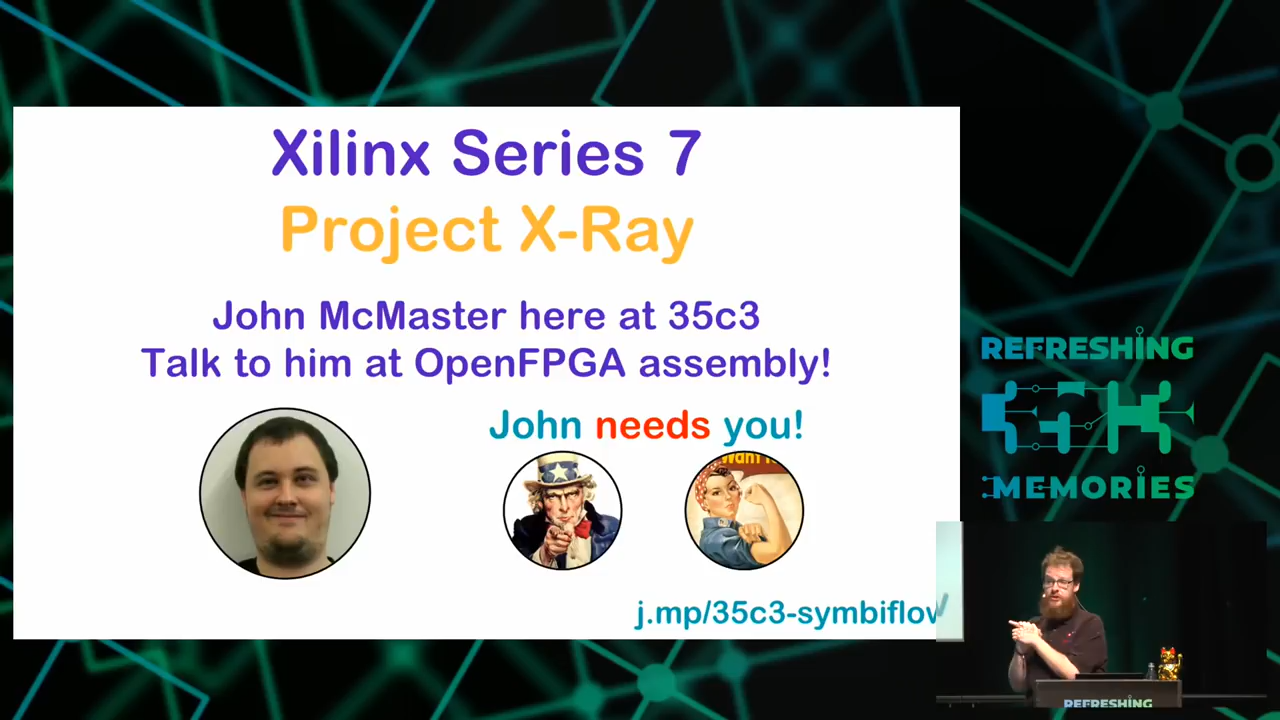 Xilinx Series 7
Project X-Ray
John McMaster here at 35c3
Talk to him at OpenFPGA assembly!
John needs you!
Want
j.mp/35c3-symbiflow
REFRESHING
MEMORIES
REFRESHING